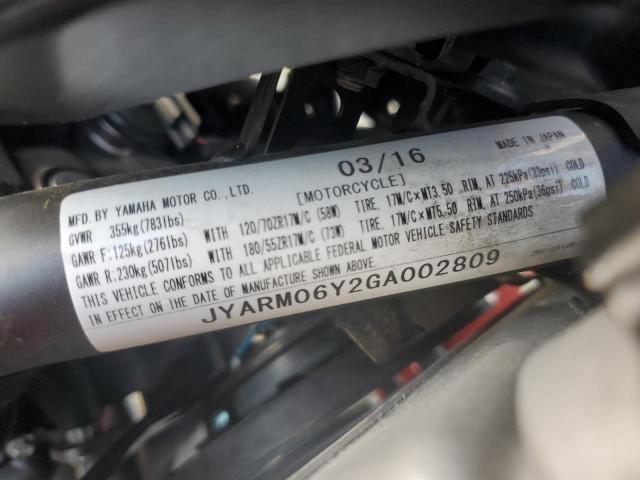 03/16
MADE IN JAPAN
MFD. BY YAMAHA MOTOR CO., LTD. [MOTORCYCLE]
GVWR 355kg(783lbs)
GAWR F:125kg(276lbs) WITH 120/70ZR17M/C (58W) TIRE, 17M/C×MT3.50 RIM, AT 225kPa(33psi) COLD
GAWR R:230kg(507lbs) WITH 180/55ZR17M/C (73W) TIRE, 17M/C×MT5.50 RIM, AT 250kPa(36psi) COLD
THIS VEHICLE CONFORMS TO ALL APPLICABLE FEDERAL MOTOR VEHICLE SAFETY STANDARDS
IN EFFECT ON THE DATE OF MANUFACTURE SHOWN ABOVE.
JYARM06Y2GA002809